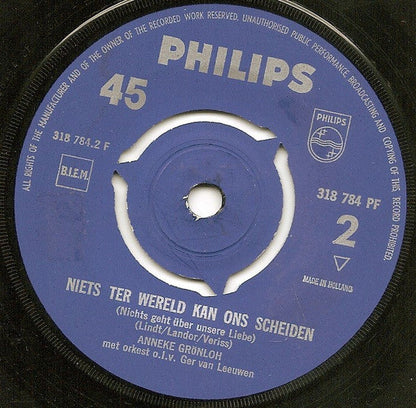 ALL RIGHTS OF THE MANUFACTURER AND OF THE OWNER OF THE RECORDED WORK RESERVED. UNAUTHORISED PUBLIC PERFORMANCE, BROADCASTING AND COPYING OF THIS RECORD PROHIBITED.
PHILIPS
45
PHILIPS
318 784.2 F
B.I.E.M.
318 784 PF
2
MADE IN HOLLAND
NIETS TER WERELD KAN ONS SCHEIDEN
(Nichts geht über unsere Liebe)
(Lindt/Landor/Veriss)
ANNEKE GRÖNLOH
met orkest o.l.v. Ger van Leeuwen